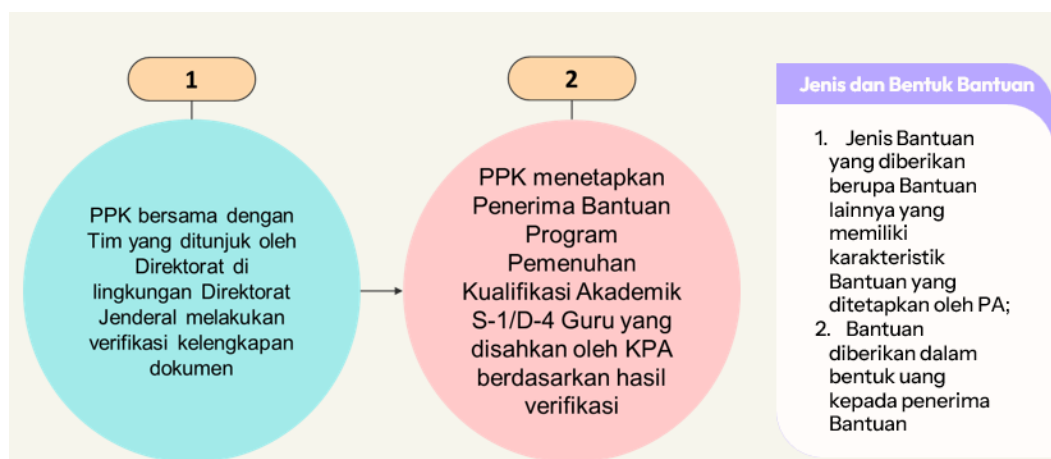 1
PPK bersama dengan
Tim yang ditunjuk oleh
Direktorat di
lingkungan Direktorat
Jenderal melakukan
verifikasi kelengkapan
dokumen
2
PPK menetapkan
Penerima Bantuan
Program
Pemenuhan
Kualifikasi Akademik
S-1/D-4 Guru yang
disahkan oleh KPA
berdasarkan hasil
verifikasi
Jenis dan Bentuk Bantuan
1. Jenis Bantuan
yang diberikan
berupa Bantuan
lainnya yang
memiliki
karakteristik
Bantuan yang
ditetapkan oleh PA;
2. Bantuan
diberikan dalam
bentuk uang
kepada penerima
Bantuan